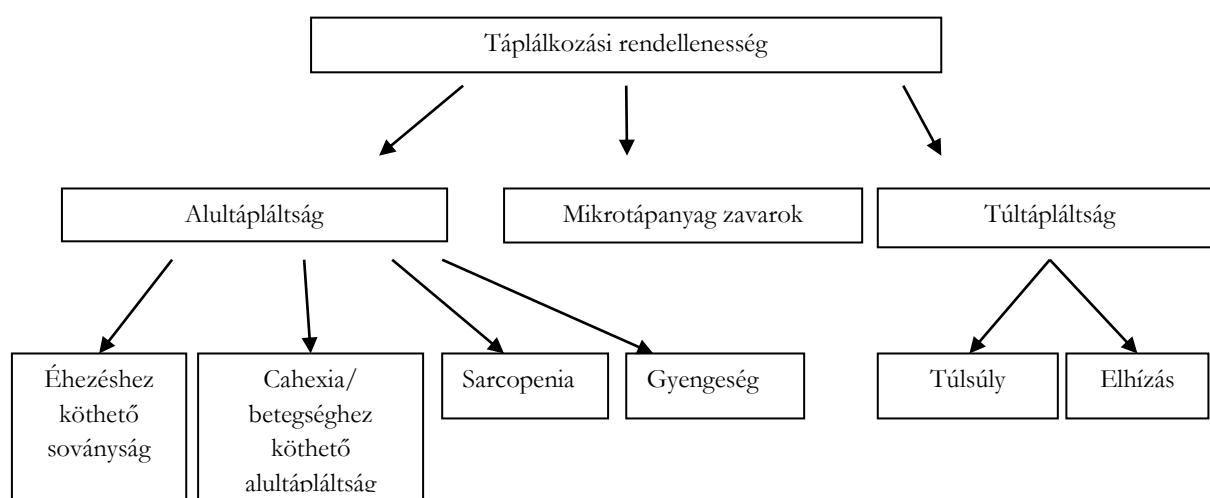 Táplálkozási rendellenesség
Alultápláltság
Mikrotápanyag zavarok
Túltápláltság
Éhezéshez
köthető
soványság
Cahexia/
betegséghez
köthető
alultápláltság
Sarcopenia
Gyengeség
Túlsúly
Elhízás